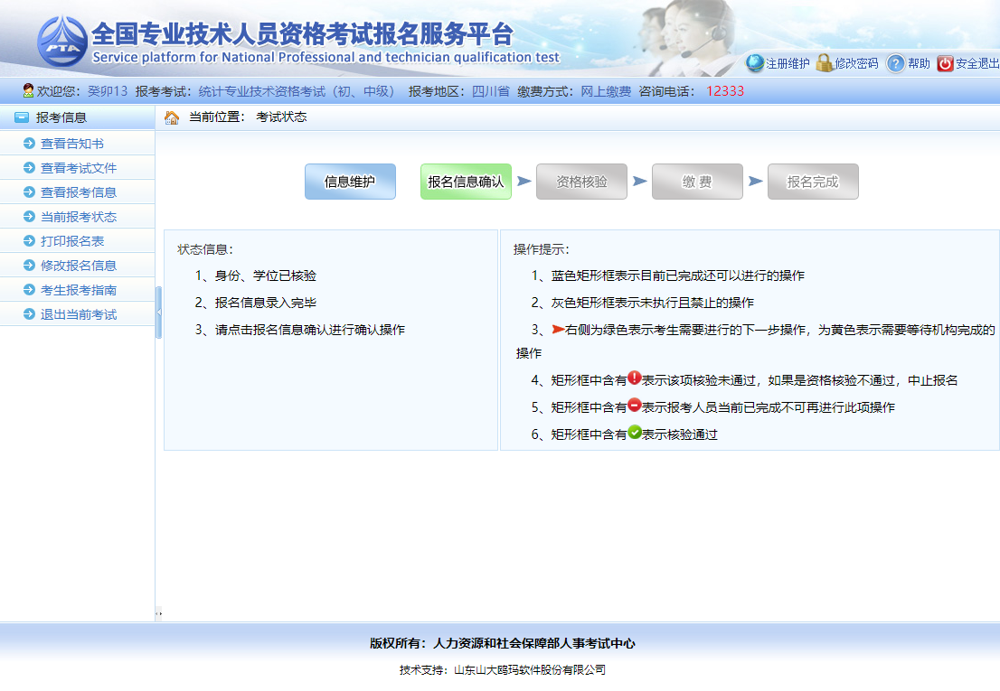 全国专业技术人员资格考试报名服务平台
Service platform for National Professional and technician qualification test
PTA
注册维护 修改密码 帮助 安全退出
欢迎您：癸卯13 报考考试：统计专业技术资格考试（初、中级） 报考地区：四川省 缴费方式：网上缴费 咨询电话： 12333
报考信息
当前位置： 考试状态
查看告知书
查看考试文件
查看报考信息
当前报考状态
打印报名表
修改报名信息
考生报考指南
退出当前考试
信息维护 报名信息确认 资格核验 缴 费 报名完成
状态信息：
1、身份、学位已核验
2、报名信息录入完毕
3、请点击报名信息确认进行确认操作
操作提示：
1、蓝色矩形框表示目前已完成还可以进行的操作
2、灰色矩形框表示未执行且禁止的操作
3、右侧为绿色表示考生需要进行的下一步操作，为黄色表示需要等待机构完成的
操作
4、矩形框中含有表示该项核验未通过，如果是资格核验不通过，中止报名
5、矩形框中含有表示报考人员当前已完成不可再进行此项操作
6、矩形框中含有表示核验通过
版权所有：人力资源和社会保障部人事考试中心
技术支持：山东山大鸥玛软件股份有限公司